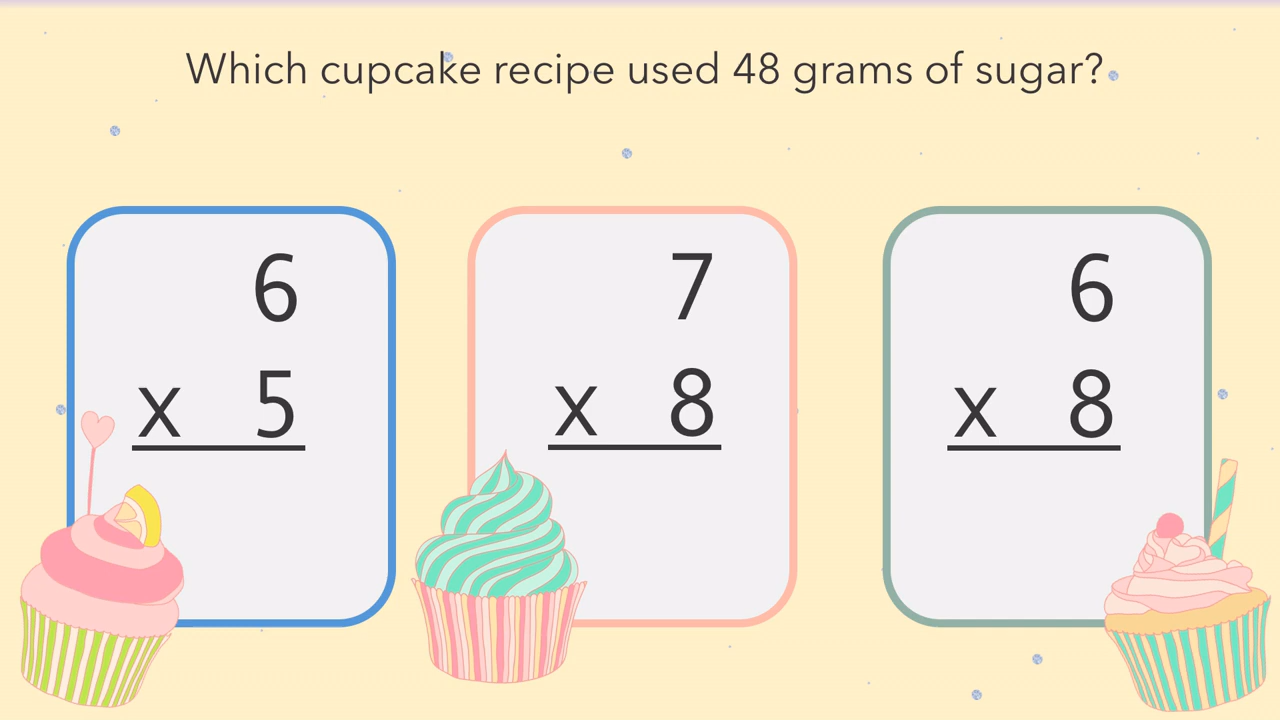 Which cupcake recipe used 48 grams of sugar?
6
x 5
7
x 8
6
x 8